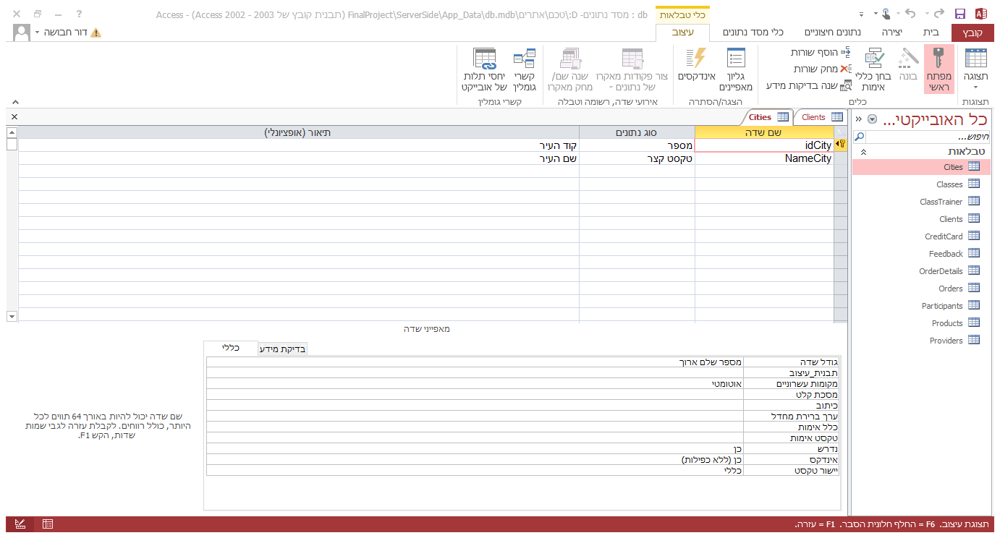 db : מסד נתונים- D:\טכם\אתרים\FinalProject\ServerSide\App_Data\db.mdb (תבנית קובץ של Access 2002 - 2003) - Access
כלי טבלאות
?
קובץ
בית
יצירה
נתונים חיצוניים
כלי מסד נתונים
עיצוב
דור חבושה
תצוגה
מפתח ראשי
בונה
בחן כללי אימות
הוסף שורות
מחק שורות
שנה בדיקות מידע
גליון מאפיינים
אינדקסים
צור פקודות מאקרו של נתונים
שנה שם/ מחק מאקרו
קשרי גומלין
יחסי תלות של אובייקט
תצוגות
כלים
הצגה/הסתרה
אירועי שדה, רשומה וטבלה
קשרי גומלין
כל האובייקטי...
חיפוש...
טבלאות
Cities
Classes
ClassTrainer
Clients
CreditCard
Feedback
OrderDetails
Orders
Participants
Products
Providers
Clients
Cities
שם שדה
סוג נתונים
תיאור (אופציונלי)
idCity
מספר
קוד העיר
NameCity
טקסט קצר
שם העיר
מאפייני שדה
כללי
בדיקת מידע
גודל שדה
מספר שלם ארוך
תבנית_עיצוב
מקומות עשרוניים
אוטומטי
מסכת קלט
כיתוב
ערך ברירת מחדל
כלל אימות
טקסט אימות
נדרש
כן
אינדקס
כן (ללא כפילות)
יישור טקסט
כללי
שם שדה יכול להיות באורך 64 תווים לכל
היותר, כולל רווחים. לקבלת עזרה לגבי שמות
שדות, הקש F1.
תצוגת עיצוב. F6 = החלף חלונית הסבר. F1 = עזרה.